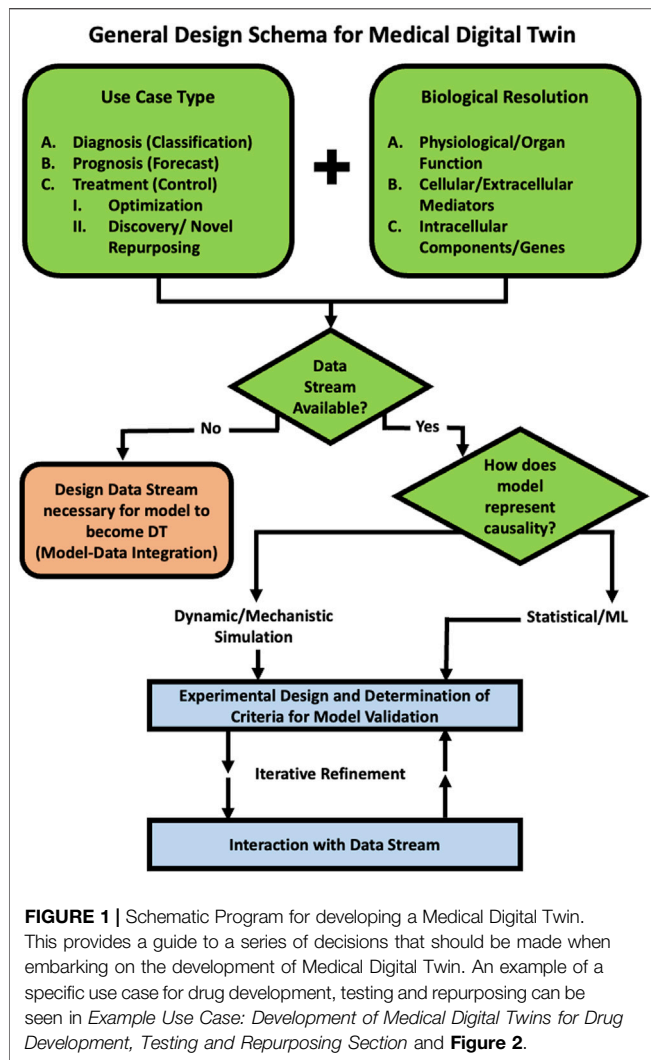 General Design Schema for Medical Digital Twin
Use Case Type
A. Diagnosis (Classification)
B. Prognosis (Forecast)
C. Treatment (Control)
I. Optimization
II. Discovery/ Novel
Repurposing
+
Biological Resolution
A. Physiological/Organ
Function
B. Cellular/Extracellular
Mediators
C. Intracellular
Components/Genes
Data
Stream
Available?
No
Yes
Design Data Stream
necessary for model to
become DT
(Model-Data Integration)
How does
model
represent
causality?
Dynamic/Mechanistic
Simulation
Statistical/ML
Experimental Design and Determination of
Criteria for Model Validation
Iterative Refinement
Interaction with Data Stream
FIGURE 1 | Schematic Program for developing a Medical Digital Twin.
This provides a guide to a series of decisions that should be made when
embarking on the development of Medical Digital Twin. An example of a
specific use case for drug development, testing and repurposing can be
seen in Example Use Case: Development of Medical Digital Twins for Drug
Development, Testing and Repurposing Section and Figure 2.